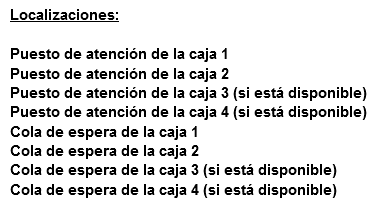 Localizaciones:
Puesto de atención de la caja 1
Puesto de atención de la caja 2
Puesto de atención de la caja 3 (si está disponible)
Puesto de atención de la caja 4 (si está disponible)
Cola de espera de la caja 1
Cola de espera de la caja 2
Cola de espera de la caja 3 (si está disponible)
Cola de espera de la caja 4 (si está disponible)